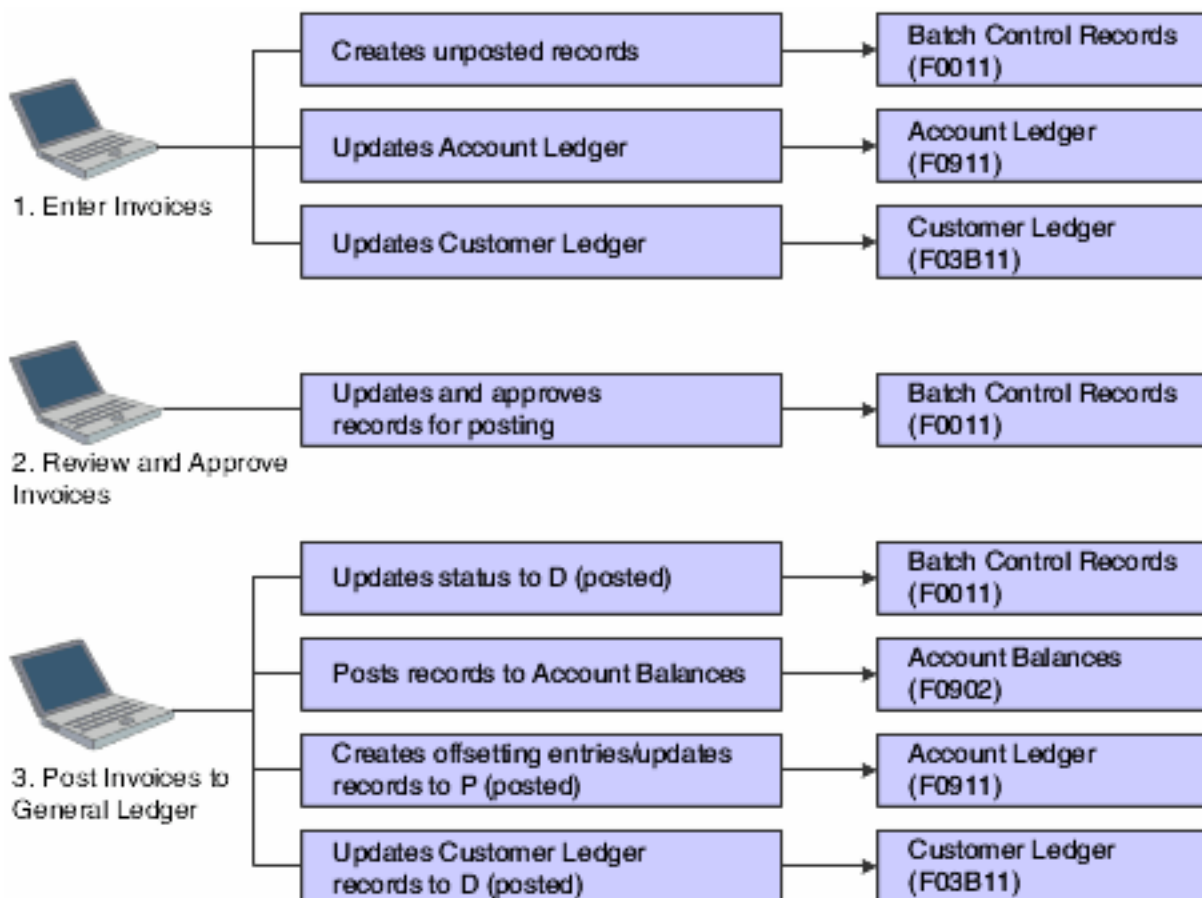 Creates unposted records
Batch Control Records
(F0011)
Updates Account Ledger
Account Ledger
(F0911)
1. Enter Invoices
Updates Customer Ledger
Customer Ledger
(F03B11)
Updates and approves
records for posting
Batch Control Records
(F0011)
2. Review and Approve
Invoices
Updates status to D (posted)
Batch Control Records
(F0011)
Posts records to Account Balances
Account Balances
(F0902)
3. Post Invoices to
General Ledger
Creates offsetting entries/updates
records to P (posted)
Account Ledger
(F0911)
Updates Customer Ledger
records to D (posted)
Customer Ledger
(F03B11)